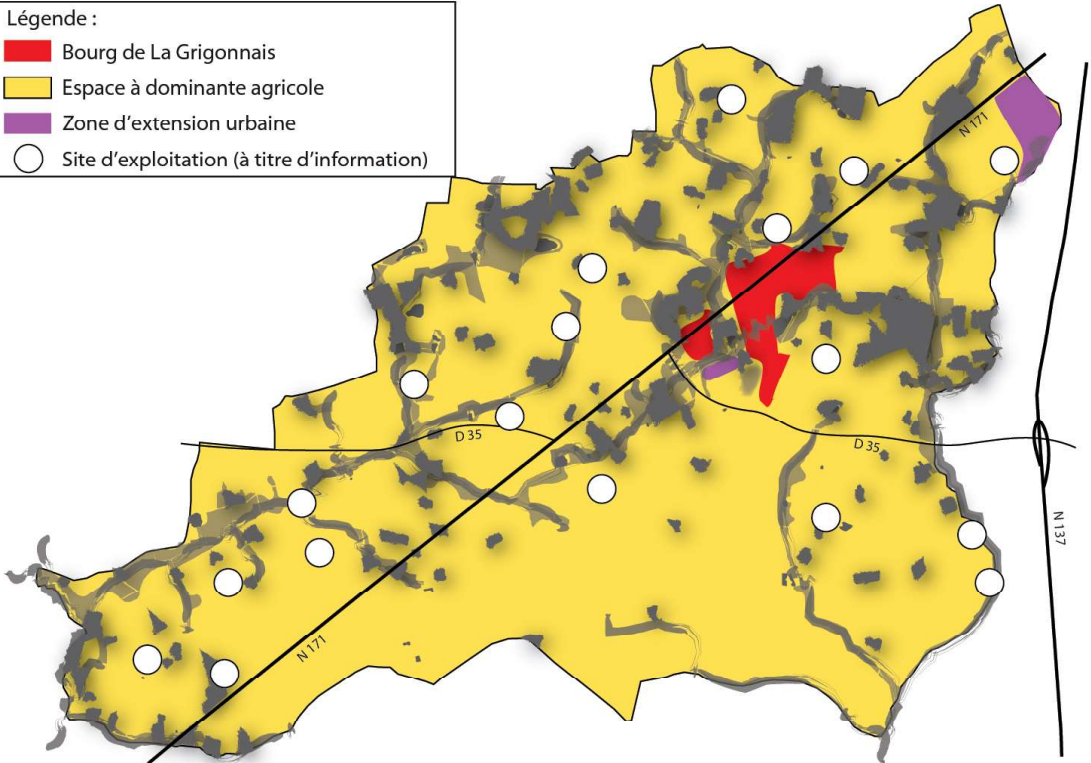 Légende :
Bourg de La Grigonnais
Espace à dominante agricole
Zone d'extension urbaine
Site d'exploitation (à titre d'information)
N 171
D 35
D 35
N 137
N 171